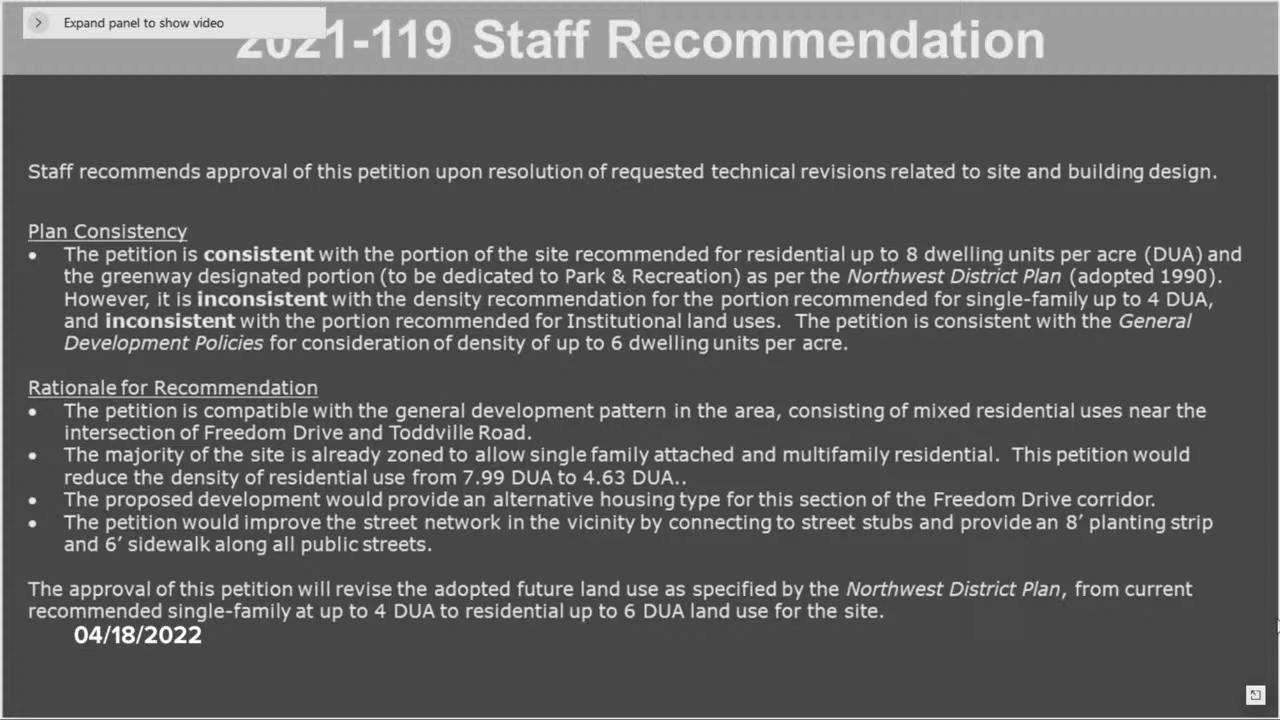 Expand panel to show video
2021-119 Staff Recommendation
Staff recommends approval of this petition upon resolution of requested technical revisions related to site and building design.
Plan Consistency
• The petition is consistent with the portion of the site recommended for residential up to 8 dwelling units per acre (DUA) and
the greenway designated portion (to be dedicated to Park & Recreation) as per the Northwest District Plan (adopted 1990).
However, it is inconsistent with the density recommendation for the portion recommended for single-family up to 4 DUA,
and inconsistent with the portion recommended for Institutional land uses. The petition is consistent with the General
Development Policies for consideration of density of up to 6 dwelling units per acre.
Rationale for Recommendation
• The petition is compatible with the general development pattern in the area, consisting of mixed residential uses near the
intersection of Freedom Drive and Toddville Road.
• The majority of the site is already zoned to allow single family attached and multifamily residential. This petition would
reduce the density of residential use from 7.99 DUA to 4.63 DUA..
• The proposed development would provide an alternative housing type for this section of the Freedom Drive corridor.
• The petition would improve the street network in the vicinity by connecting to street stubs and provide an 8’ planting strip
and 6’ sidewalk along all public streets.
The approval of this petition will revise the adopted future land use as specified by the Northwest District Plan, from current
recommended single-family at up to 4 DUA to residential up to 6 DUA land use for the site.
04/18/2022